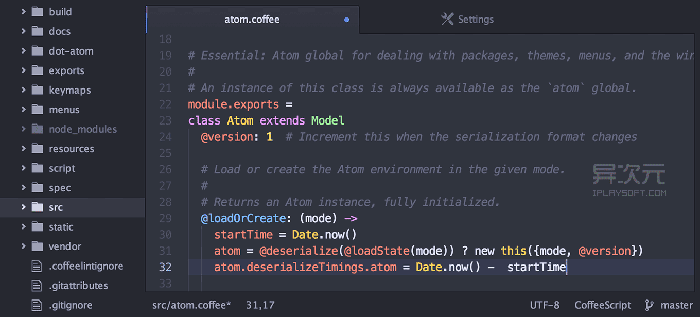 build
docs
dot-atom
exports
keymaps
menus
node_modules
resources
script
spec
src
static
vendor
.coffeelintignore
.gitattributes
.gitignore
atom.coffee
Settings
18
19 # Essential: Atom global for dealing with packages, themes, menus, and the win
20 #
21 # An instance of this class is always available as the `atom` global.
22 module.exports =
23 class Atom extends Model
24 @version: 1 # Increment this when the serialization format changes
25
26 # Load or create the Atom environment in the given mode.
27 #
28 # Returns an Atom instance, fully initialized.
29 @loadOrCreate: (mode) ->
30 startTime = Date.now()
31 atom = @deserialize(@loadState(mode)) ? new this({mode, @version})
32 atom.deserializeTimings.atom = Date.now() - startTime
33
异次元
IPLAYSOFT.COM
src/atom.coffee* 31,17
UTF-8 CoffeeScript master